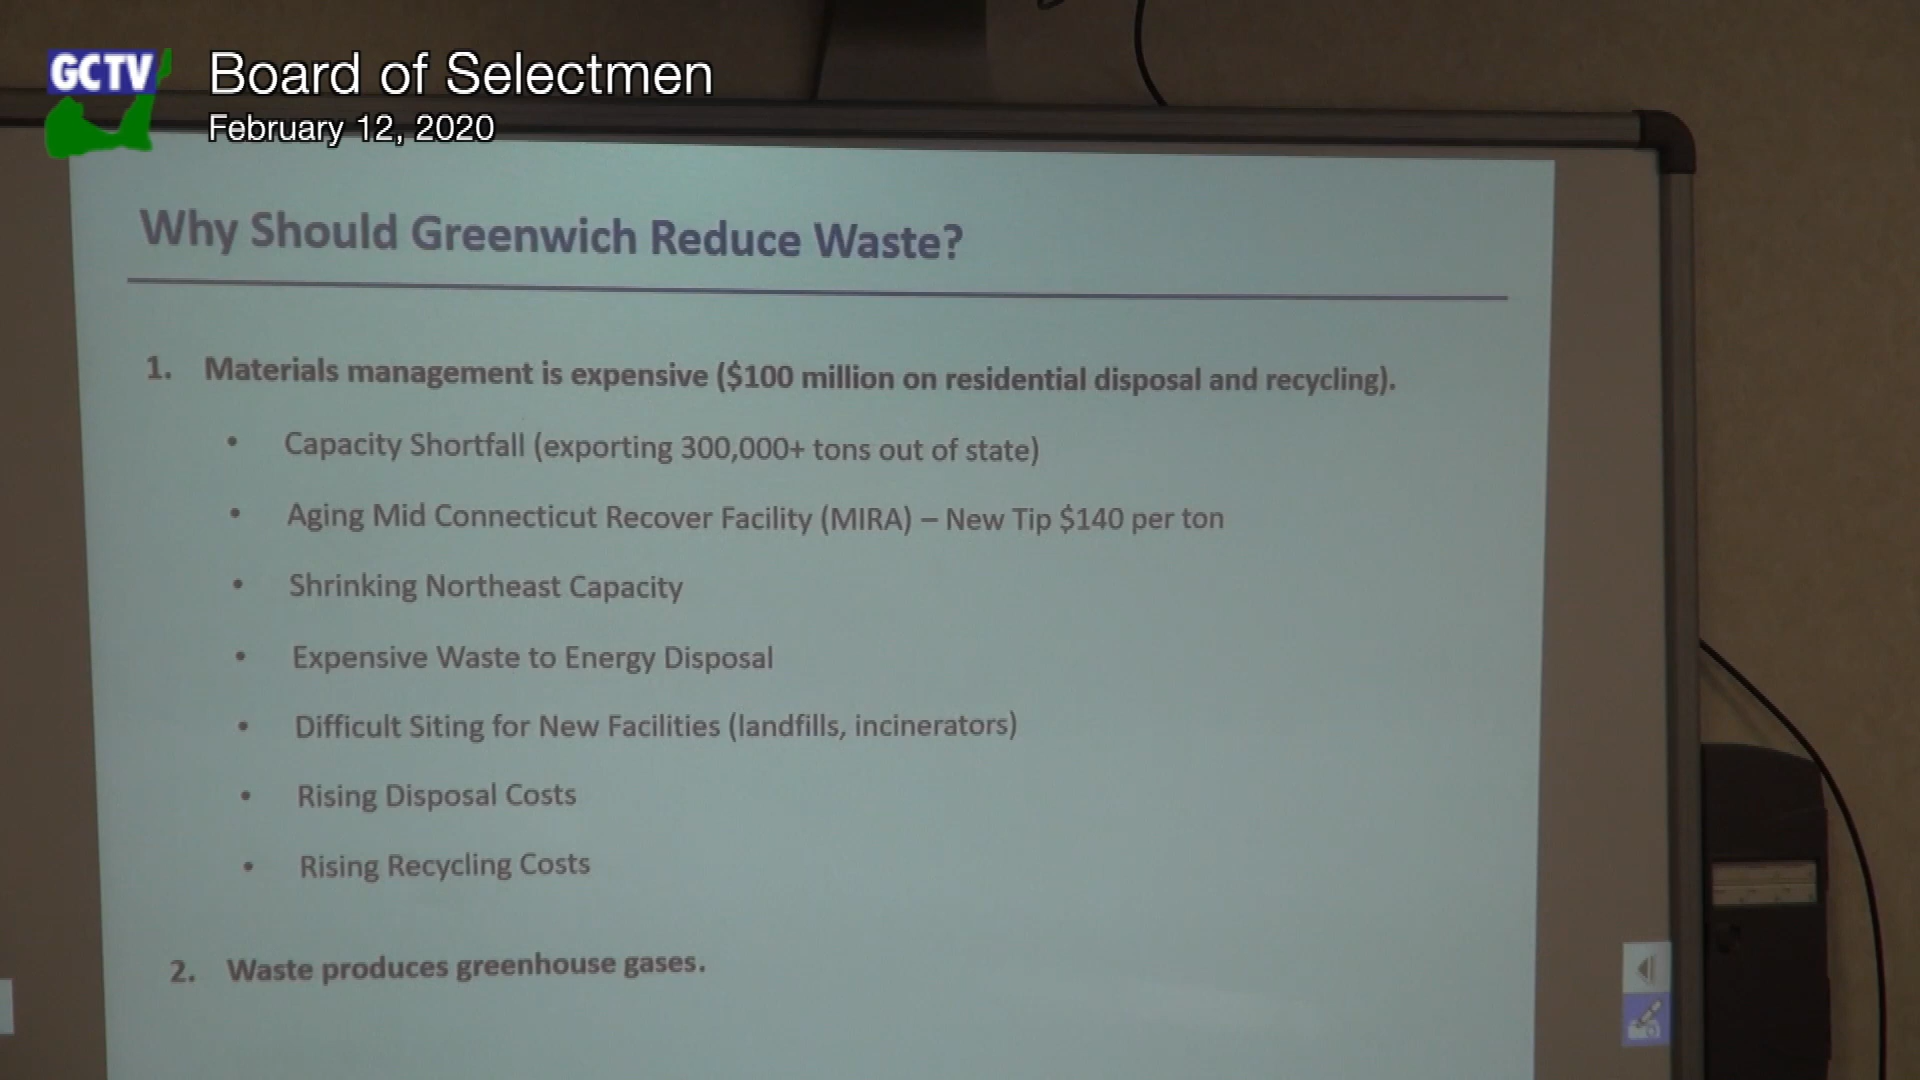 GCTV
Board of Selectmen
February 12, 2020
Why Should Greenwich Reduce Waste?
1. Materials management is expensive ($100 million on residential disposal and recycling).
• Capacity Shortfall (exporting 300,000+ tons out of state)
• Aging Mid Connecticut Recover Facility (MIRA) – New Tip $140 per ton
• Shrinking Northeast Capacity
• Expensive Waste to Energy Disposal
• Difficult Siting for New Facilities (landfills, incinerators)
• Rising Disposal Costs
• Rising Recycling Costs
2. Waste produces greenhouse gases.